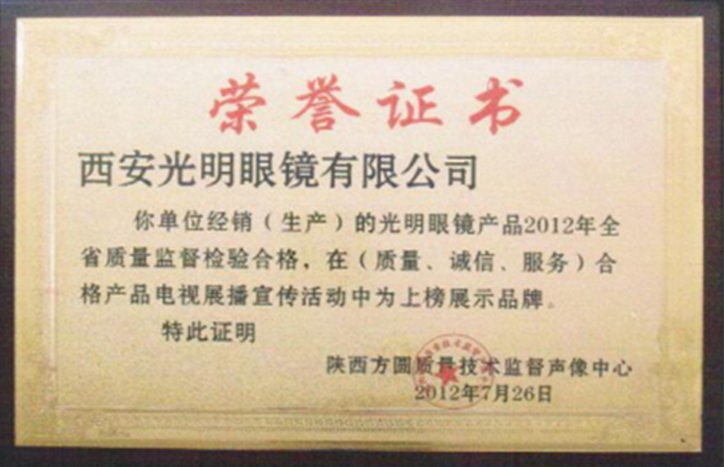 荣誉证书
西安光明眼镜有限公司
你单位经销（生产）的光明眼镜产品2012年全
省质量监督检验合格，在（质量、诚信、服务）合
格产品电视展播宣传活动中为上榜展示品牌。
特此证明
陕西方圆质量技术监督声像中心
2012年7月26日